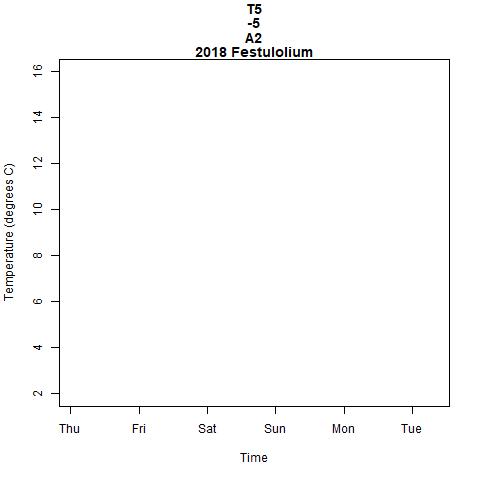 T5
-5
A2
2018 Festulolium
16
14
12
10
8
6
4
2
Temperature (degrees C)
Thu Fri Sat Sun Mon Tue
Time